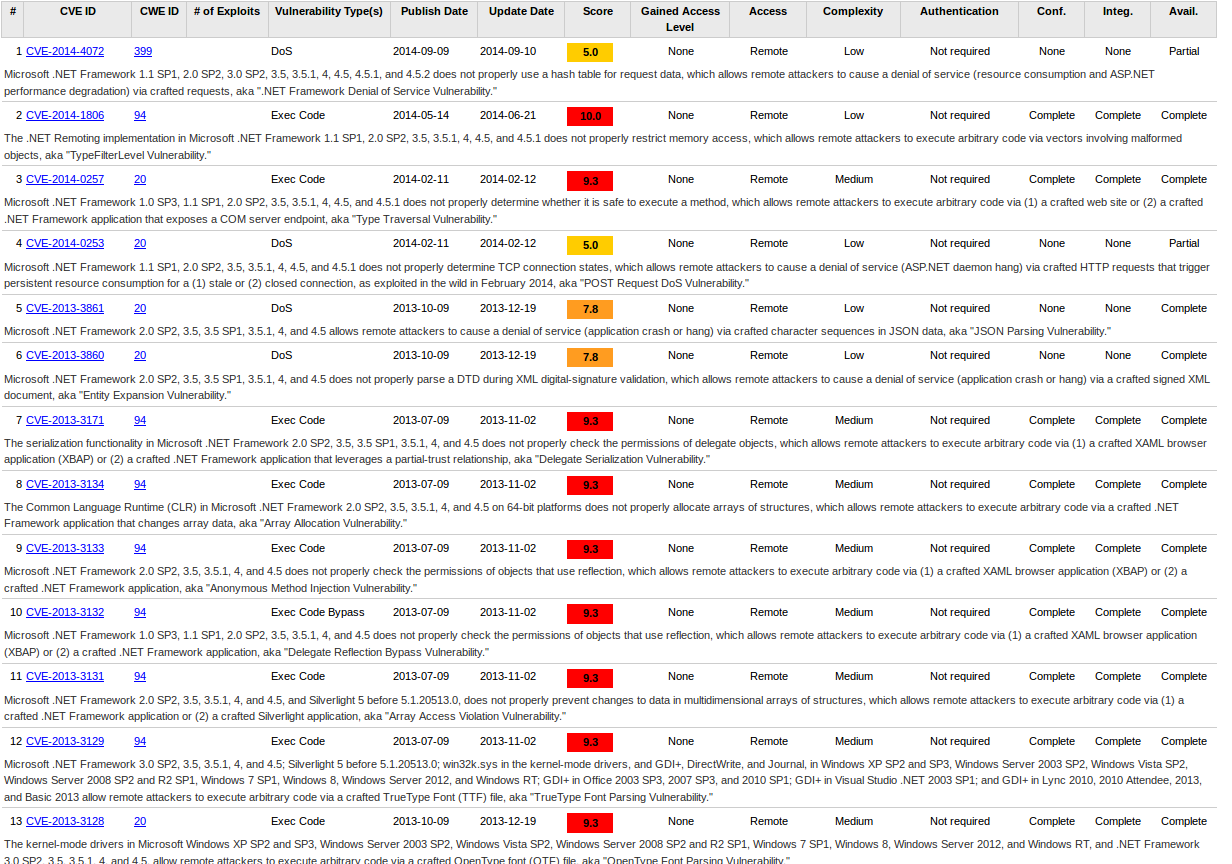 # CVE ID CWE ID # of Exploits Vulnerability Type(s) Publish Date Update Date Score Gained Access Level Access Complexity Authentication Conf. Integ. Avail.
1 CVE-2014-4072 399 DoS 2014-09-09 2014-09-10 5.0 None Remote Low Not required None None Partial
Microsoft .NET Framework 1.1 SP1, 2.0 SP2, 3.0 SP2, 3.5, 3.5.1, 4, 4.5, 4.5.1, and 4.5.2 does not properly use a hash table for request data, which allows remote attackers to cause a denial of service (resource consumption and ASP.NET
performance degradation) via crafted requests, aka ".NET Framework Denial of Service Vulnerability."
2 CVE-2014-1806 94 Exec Code 2014-05-14 2014-06-21 10.0 None Remote Low Not required Complete Complete Complete
The .NET Remoting implementation in Microsoft .NET Framework 1.1 SP1, 2.0 SP2, 3.5, 3.5.1, 4, 4.5, and 4.5.1 does not properly restrict memory access, which allows remote attackers to execute arbitrary code via vectors involving malformed
objects, aka "TypeFilterLevel Vulnerability."
3 CVE-2014-0257 20 Exec Code 2014-02-11 2014-02-12 9.3 None Remote Medium Not required Complete Complete Complete
Microsoft .NET Framework 1.0 SP3, 1.1 SP1, 2.0 SP2, 3.5, 3.5.1, 4, 4.5, and 4.5.1 does not properly determine whether it is safe to execute a method, which allows remote attackers to execute arbitrary code via (1) a crafted web site or (2) a crafted
.NET Framework application that exposes a COM server endpoint, aka "Type Traversal Vulnerability."
4 CVE-2014-0253 20 DoS 2014-02-11 2014-02-12 5.0 None Remote Low Not required None None Partial
Microsoft .NET Framework 1.1 SP1, 2.0 SP2, 3.5, 3.5.1, 4, 4.5, and 4.5.1 does not properly determine TCP connection states, which allows remote attackers to cause a denial of service (ASP.NET daemon hang) via crafted HTTP requests that trigger
persistent resource consumption for a (1) stale or (2) closed connection, as exploited in the wild in February 2014, aka "POST Request DoS Vulnerability."
5 CVE-2013-3861 20 DoS 2013-10-09 2013-12-19 7.8 None Remote Low Not required None None Complete
Microsoft .NET Framework 2.0 SP2, 3.5, 3.5 SP1, 3.5.1, 4, and 4.5 allows remote attackers to cause a denial of service (application crash or hang) via crafted character sequences in JSON data, aka "JSON Parsing Vulnerability."
6 CVE-2013-3860 20 DoS 2013-10-09 2013-12-19 7.8 None Remote Low Not required None None Complete
Microsoft .NET Framework 2.0 SP2, 3.5, 3.5 SP1, 3.5.1, 4, and 4.5 does not properly parse a DTD during XML digital-signature validation, which allows remote attackers to cause a denial of service (application crash or hang) via a crafted signed XML
document, aka "Entity Expansion Vulnerability."
7 CVE-2013-3171 94 Exec Code 2013-07-09 2013-11-02 9.3 None Remote Medium Not required Complete Complete Complete
The serialization functionality in Microsoft .NET Framework 2.0 SP2, 3.5, 3.5 SP1, 3.5.1, 4, and 4.5 does not properly check the permissions of delegate objects, which allows remote attackers to execute arbitrary code via (1) a crafted XAML browser
application (XBAP) or (2) a crafted .NET Framework application that leverages a partial-trust relationship, aka "Delegate Serialization Vulnerability."
8 CVE-2013-3134 94 Exec Code 2013-07-09 2013-11-02 9.3 None Remote Medium Not required Complete Complete Complete
The Common Language Runtime (CLR) in Microsoft .NET Framework 2.0 SP2, 3.5, 3.5.1, 4, and 4.5 on 64-bit platforms does not properly allocate arrays of structures, which allows remote attackers to execute arbitrary code via a crafted .NET
Framework application that changes array data, aka "Array Allocation Vulnerability."
9 CVE-2013-3133 94 Exec Code 2013-07-09 2013-11-02 9.3 None Remote Medium Not required Complete Complete Complete
Microsoft .NET Framework 2.0 SP2, 3.5, 3.5.1, 4, and 4.5 does not properly check the permissions of objects that use reflection, which allows remote attackers to execute arbitrary code via (1) a crafted XAML browser application (XBAP) or (2) a
crafted .NET Framework application, aka "Anonymous Method Injection Vulnerability."
10 CVE-2013-3132 94 Exec Code Bypass 2013-07-09 2013-11-02 9.3 None Remote Medium Not required Complete Complete Complete
Microsoft .NET Framework 1.0 SP3, 1.1 SP1, 2.0 SP2, 3.5, 3.5.1, 4, and 4.5 does not properly check the permissions of objects that use reflection, which allows remote attackers to execute arbitrary code via (1) a crafted XAML browser application
(XBAP) or (2) a crafted .NET Framework application, aka "Delegate Reflection Bypass Vulnerability."
11 CVE-2013-3131 94 Exec Code 2013-07-09 2013-11-02 9.3 None Remote Medium Not required Complete Complete Complete
Microsoft .NET Framework 2.0 SP2, 3.5, 3.5.1, 4, and 4.5, and Silverlight 5 before 5.1.20513.0, does not properly prevent changes to data in multidimensional arrays of structures, which allows remote attackers to execute arbitrary code via (1) a
crafted .NET Framework application or (2) a crafted Silverlight application, aka "Array Access Violation Vulnerability."
12 CVE-2013-3129 94 Exec Code 2013-07-09 2013-11-02 9.3 None Remote Medium Not required Complete Complete Complete
Microsoft .NET Framework 3.0 SP2, 3.5, 3.5.1, 4, and 4.5; Silverlight 5 before 5.1.20513.0; win32k.sys in the kernel-mode drivers, and GDI+, DirectWrite, and Journal, in Windows XP SP2 and SP3, Windows Server 2003 SP2, Windows Vista SP2,
Windows Server 2008 SP2 and R2 SP1, Windows 7 SP1, Windows 8, Windows Server 2012, and Windows RT; GDI+ in Office 2003 SP3, 2007 SP3, and 2010 SP1; GDI+ in Visual Studio .NET 2003 SP1; and GDI+ in Lync 2010, 2010 Attendee, 2013,
and Basic 2013 allow remote attackers to execute arbitrary code via a crafted TrueType Font (TTF) file, aka "TrueType Font Parsing Vulnerability."
13 CVE-2013-3128 20 Exec Code 2013-10-09 2013-12-19 9.3 None Remote Medium Not required Complete Complete Complete
The kernel-mode drivers in Microsoft Windows XP SP2 and SP3, Windows Server 2003 SP2, Windows Vista SP2, Windows Server 2008 SP2 and R2 SP1, Windows 7 SP1, Windows 8, Windows Server 2012, and Windows RT, and .NET Framework
3.0 SP2, 3.5, 3.5.1, 4, and 4.5, allow remote attackers to execute arbitrary code via a crafted OpenType font (OTF) file, aka "OpenType Font Parsing Vulnerability."